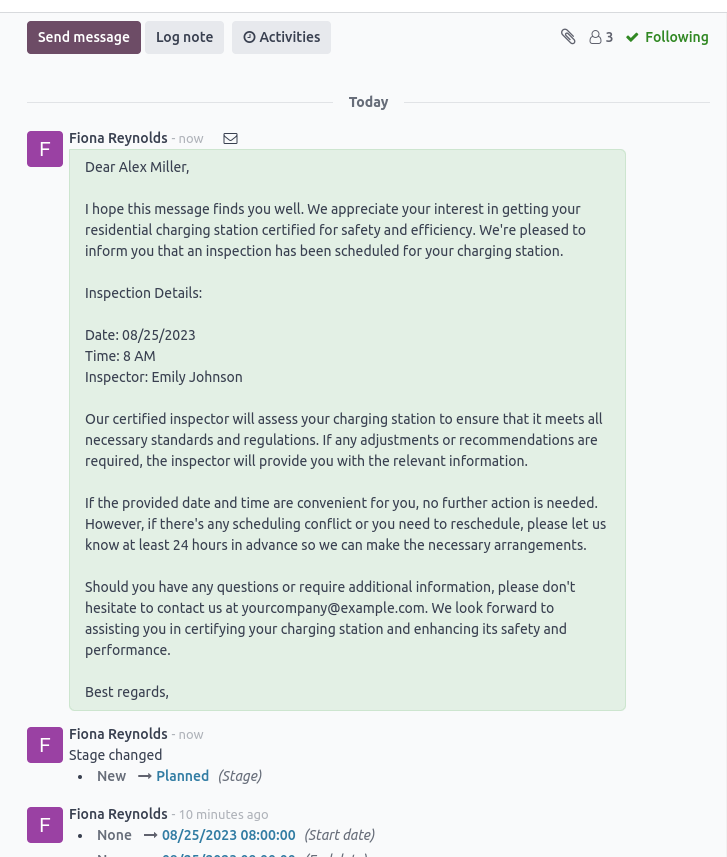 Send message Log note Activities 3 Following
Today
F
Fiona Reynolds - now
Dear Alex Miller,
I hope this message finds you well. We appreciate your interest in getting your
residential charging station certified for safety and efficiency. We're pleased to
inform you that an inspection has been scheduled for your charging station.
Inspection Details:
Date: 08/25/2023
Time: 8 AM
Inspector: Emily Johnson
Our certified inspector will assess your charging station to ensure that it meets all
necessary standards and regulations. If any adjustments or recommendations are
required, the inspector will provide you with the relevant information.
If the provided date and time are convenient for you, no further action is needed.
However, if there's any scheduling conflict or you need to reschedule, please let us
know at least 24 hours in advance so we can make the necessary arrangements.
Should you have any questions or require additional information, please don't
hesitate to contact us at yourcompany@example.com. We look forward to
assisting you in certifying your charging station and enhancing its safety and
performance.
Best regards,
F
Fiona Reynolds - now
Stage changed
• New → Planned (Stage)
F
Fiona Reynolds - 10 minutes ago
• None → 08/25/2023 08:00:00 (Start date)